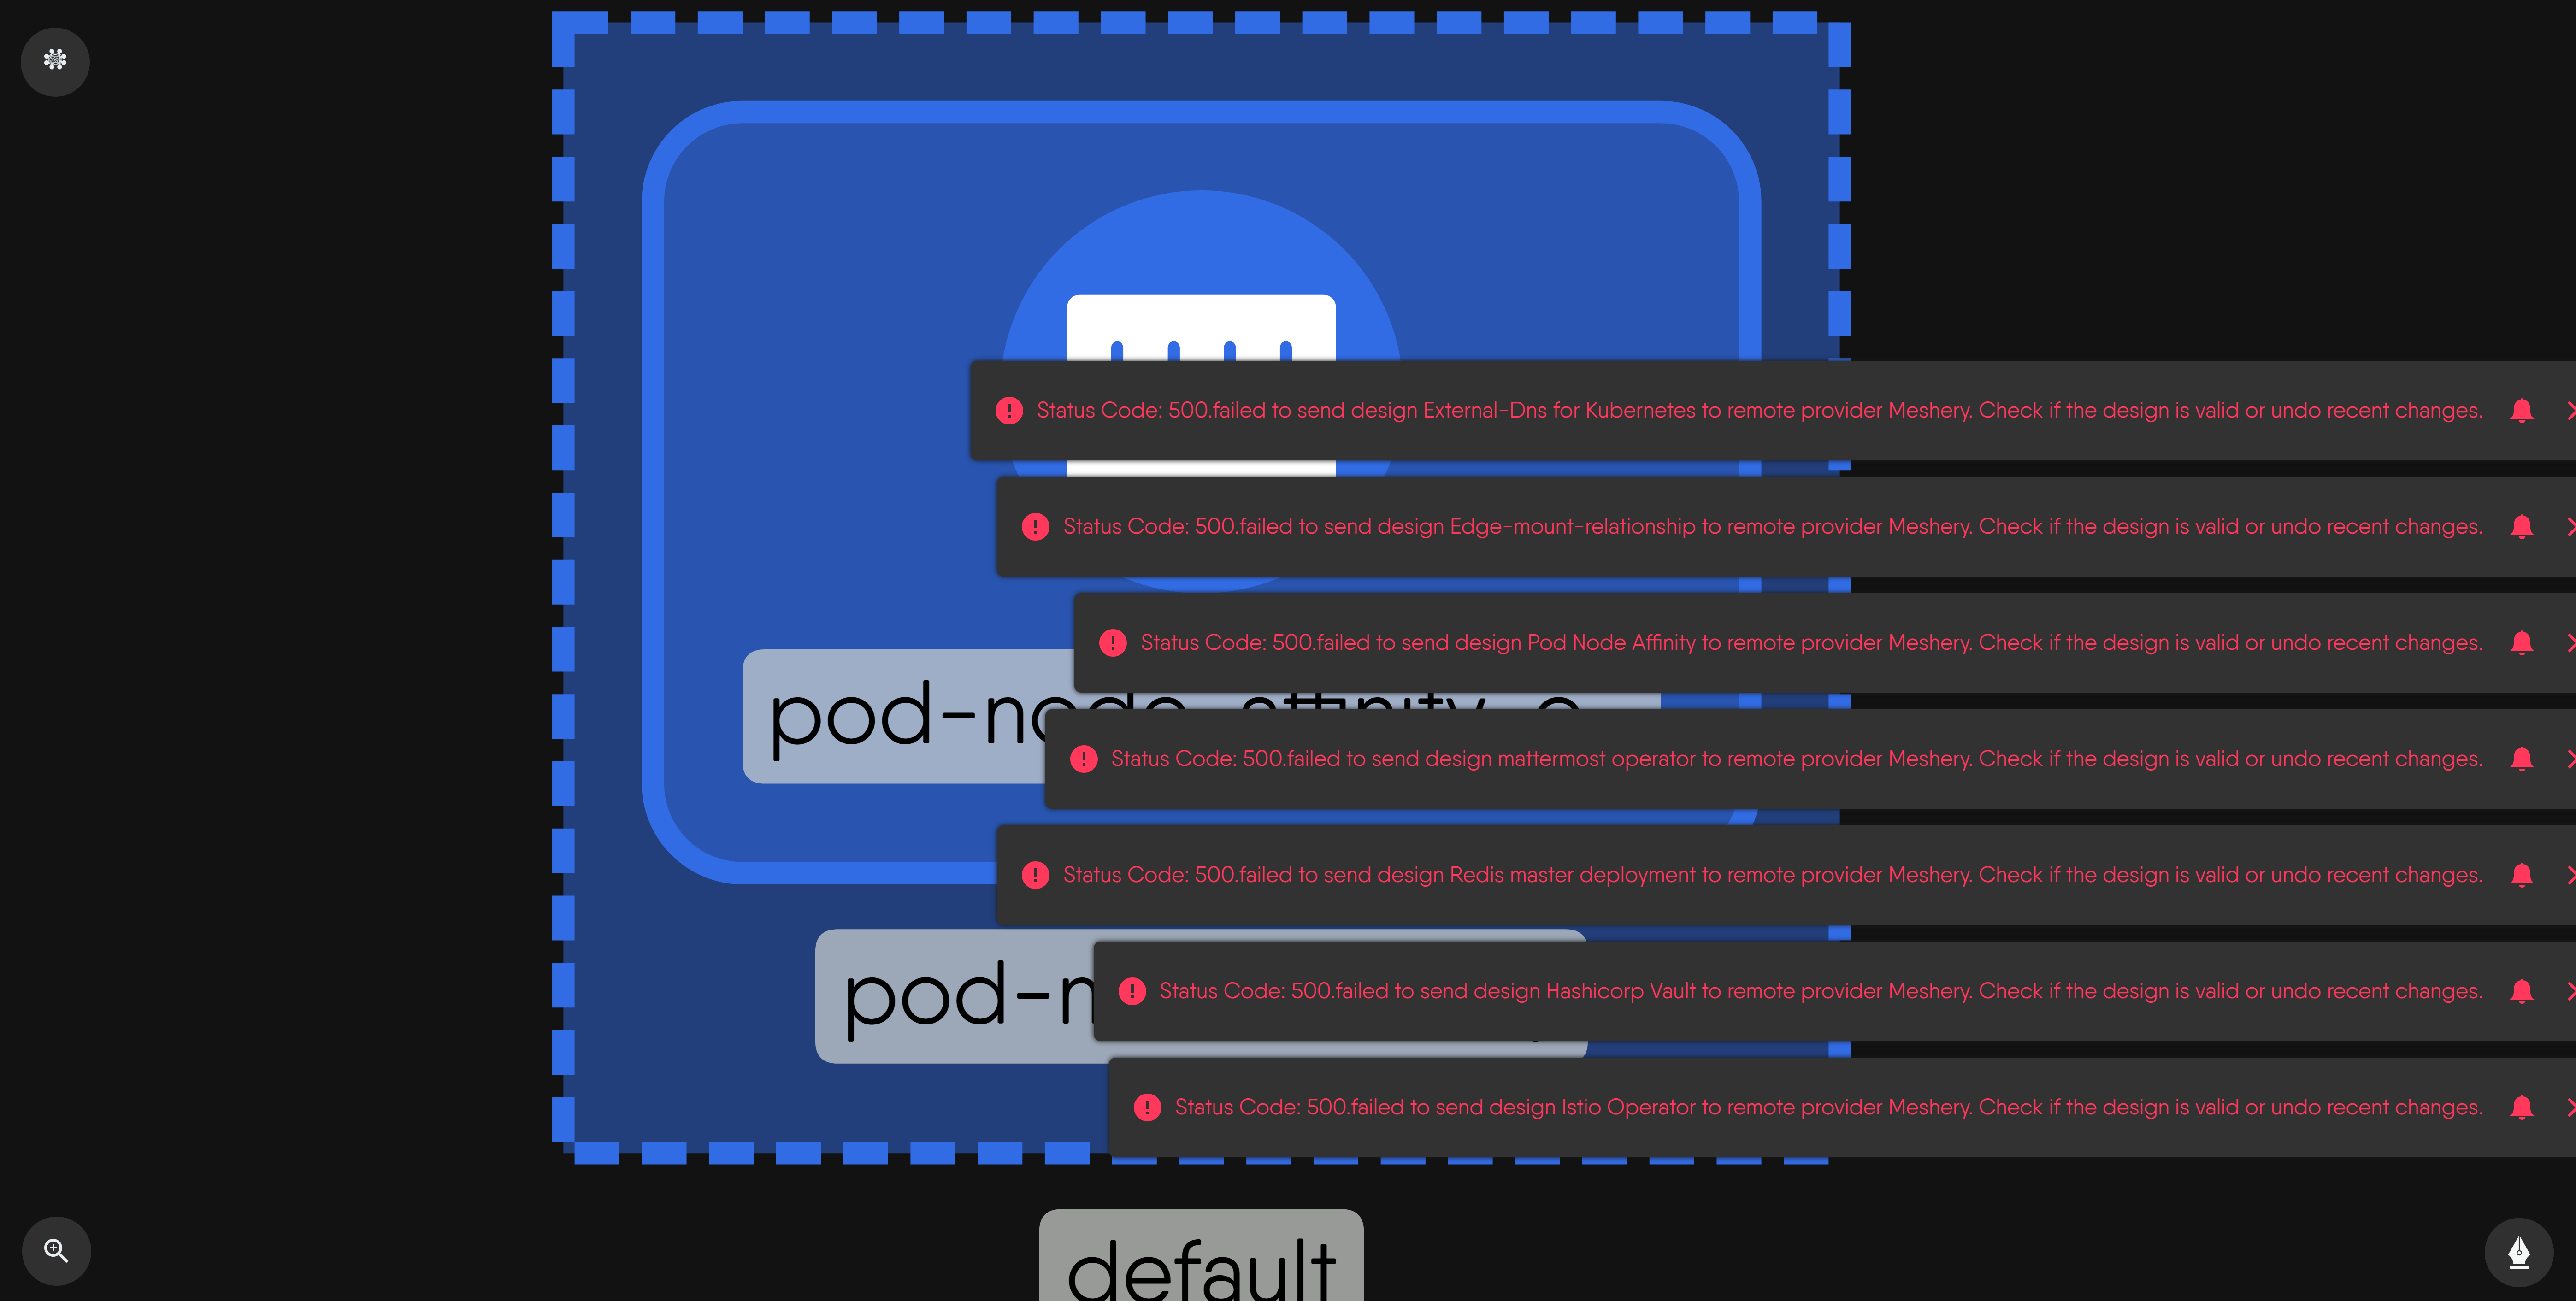 Status Code: 500.failed to send design External-Dns for Kubernetes to remote provider Meshery. Check if the design is valid or undo recent changes.
Status Code: 500.failed to send design Edge-mount-relationship to remote provider Meshery. Check if the design is valid or undo recent changes.
Status Code: 500.failed to send design Pod Node Affinity to remote provider Meshery. Check if the design is valid or undo recent changes.
pod-node-affinity-
Status Code: 500.failed to send design mattermost operator to remote provider Meshery. Check if the design is valid or undo recent changes.
Status Code: 500.failed to send design Redis master deployment to remote provider Meshery. Check if the design is valid or undo recent changes.
Status Code: 500.failed to send design Hashicorp Vault to remote provider Meshery. Check if the design is valid or undo recent changes.
pod-n
Status Code: 500.failed to send design Istio Operator to remote provider Meshery. Check if the design is valid or undo recent changes.
default